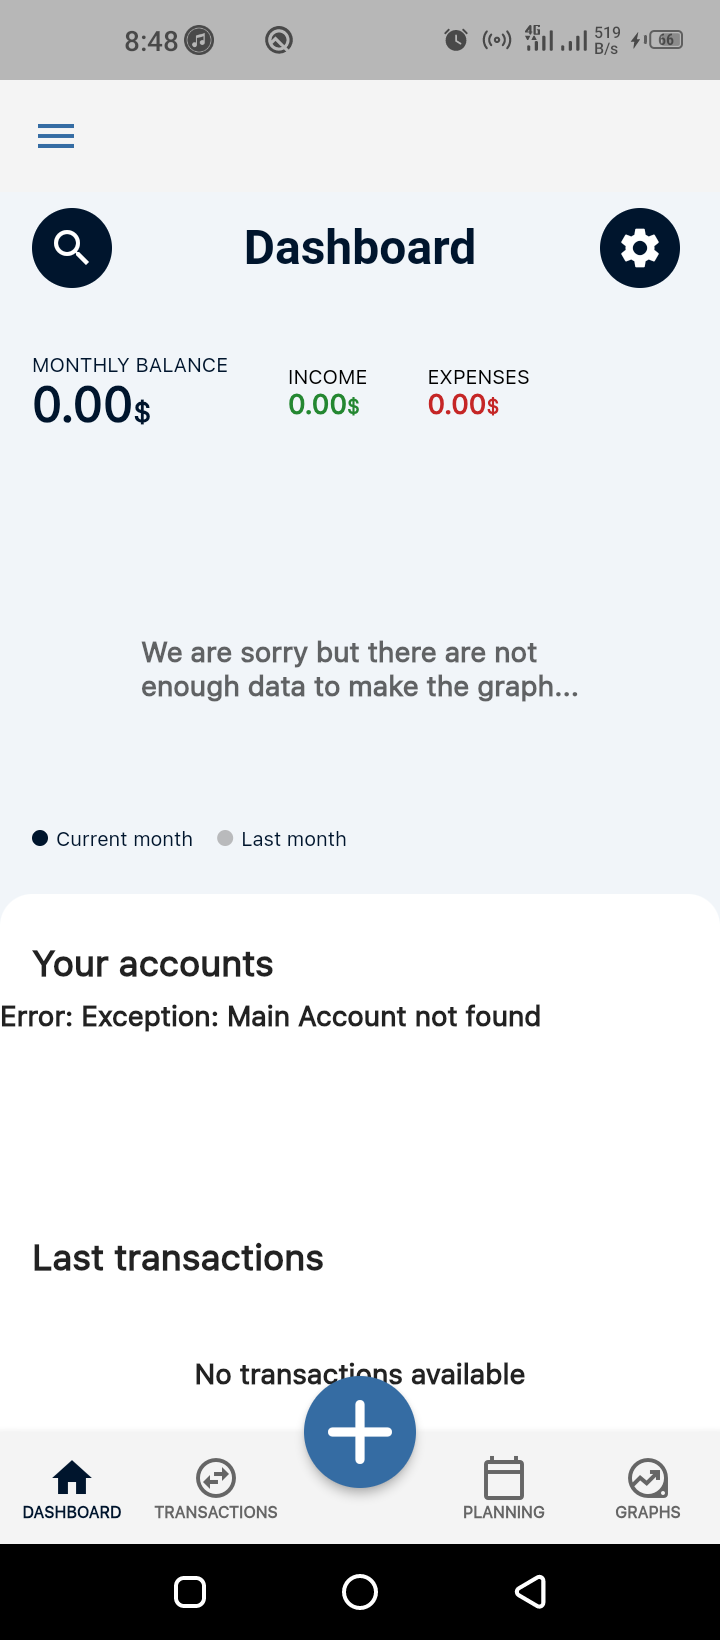 8:48
4G
519
B/s
66
Dashboard
MONTHLY BALANCE
0.00$
INCOME
0.00$
EXPENSES
0.00$
We are sorry but there are not
enough data to make the graph...
Current month
Last month
Your accounts
Error: Exception: Main Account not found
Last transactions
No transactions available
DASHBOARD
TRANSACTIONS
PLANNING
GRAPHS